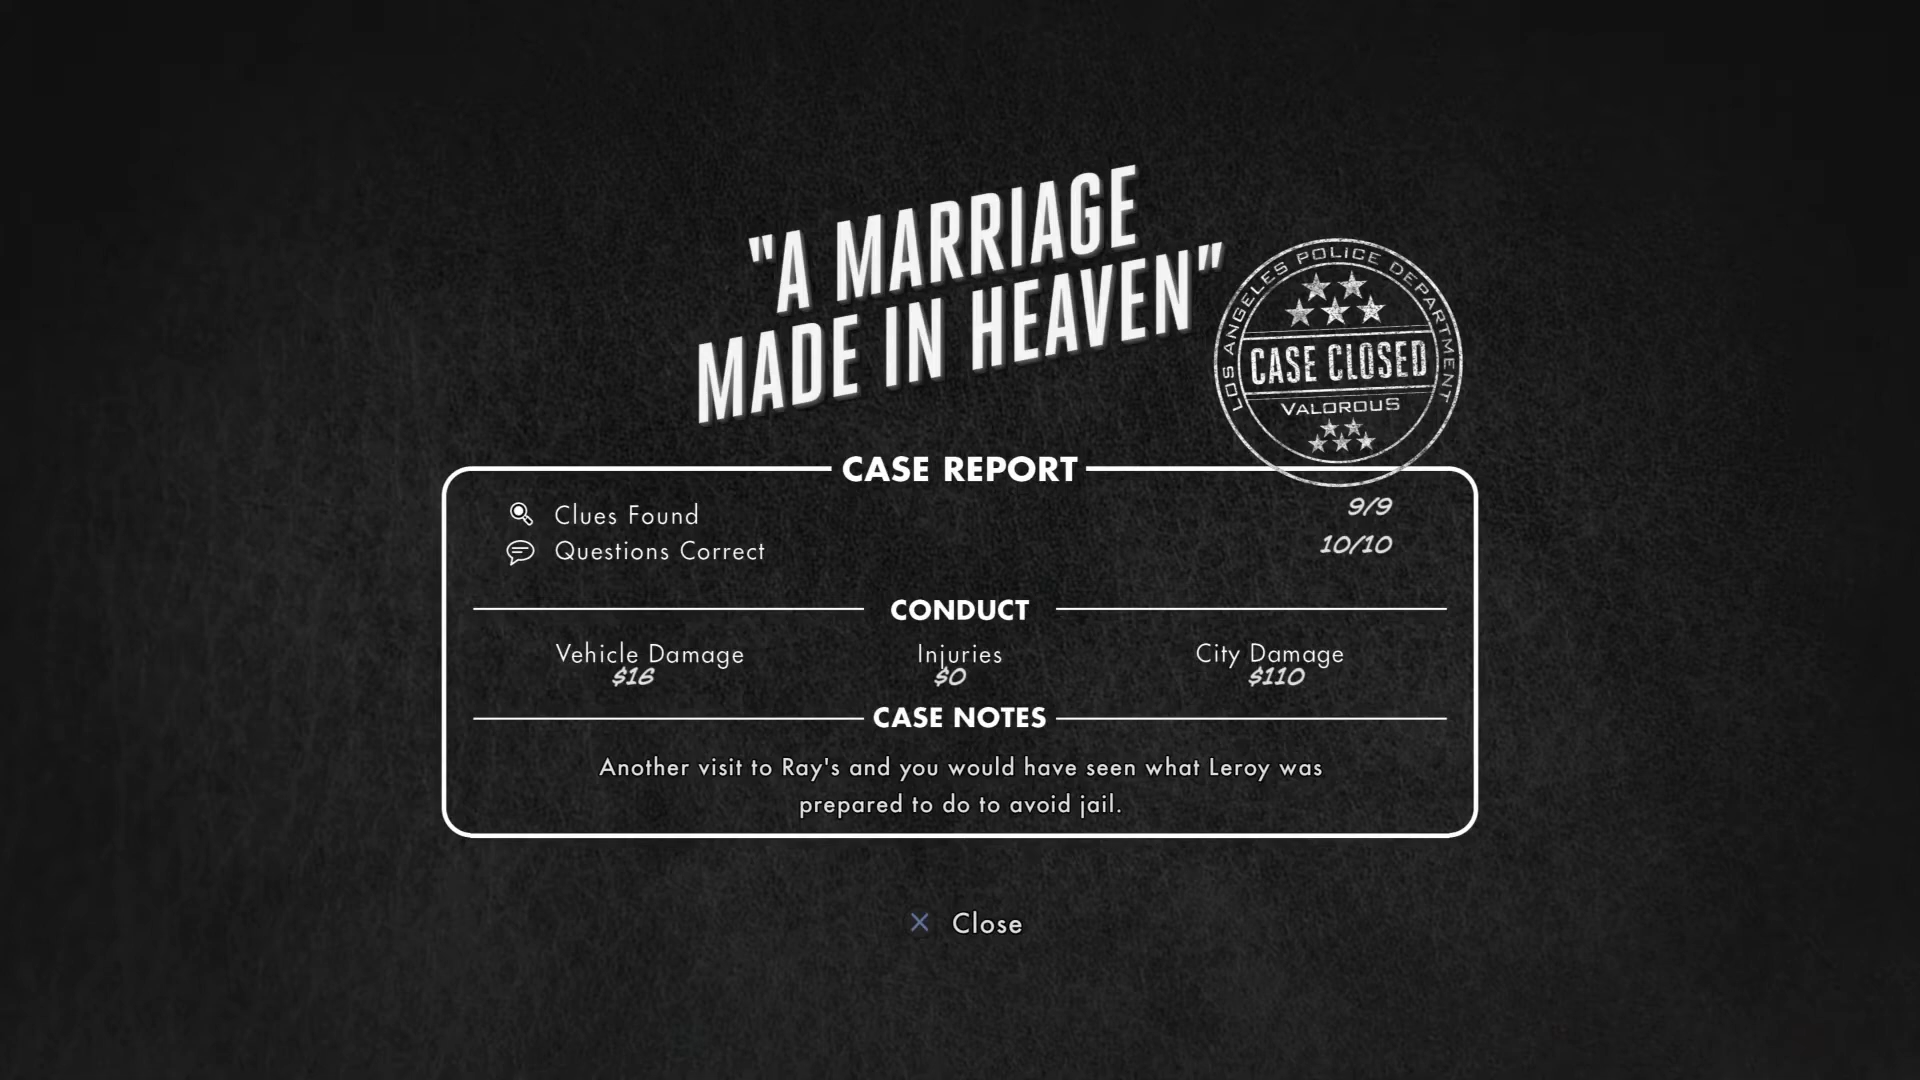 "A MARRIAGE
MADE IN HEAVEN"
LOS ANGELES POLICE DEPARTMENT
CASE CLOSED
VALOROUS
CASE REPORT
Clues Found 9/9
Questions Correct 10/10
CONDUCT
Vehicle Damage Injuries City Damage
$16 $0 $110
CASE NOTES
Another visit to Ray's and you would have seen what Leroy was
prepared to do to avoid jail.
Close